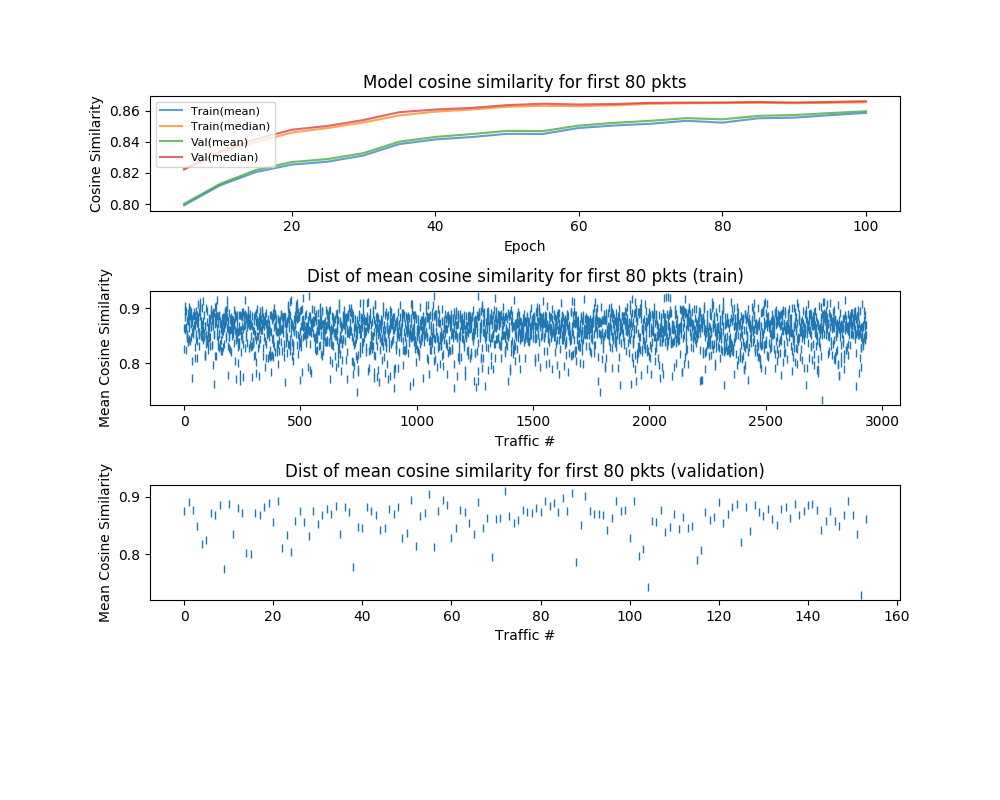 Model cosine similarity for first 80 pkts
Cosine Similarity
0.86
0.84
0.82
0.80
Train(mean)
Train(median)
Val(mean)
Val(median)
20 40 60 80 100
Epoch
Dist of mean cosine similarity for first 80 pkts (train)
Mean Cosine Similarity
0.9
0.8
0 500 1000 1500 2000 2500 3000
Traffic #
Dist of mean cosine similarity for first 80 pkts (validation)
Mean Cosine Similarity
0.9
0.8
0 20 40 60 80 100 120 140 160
Traffic #